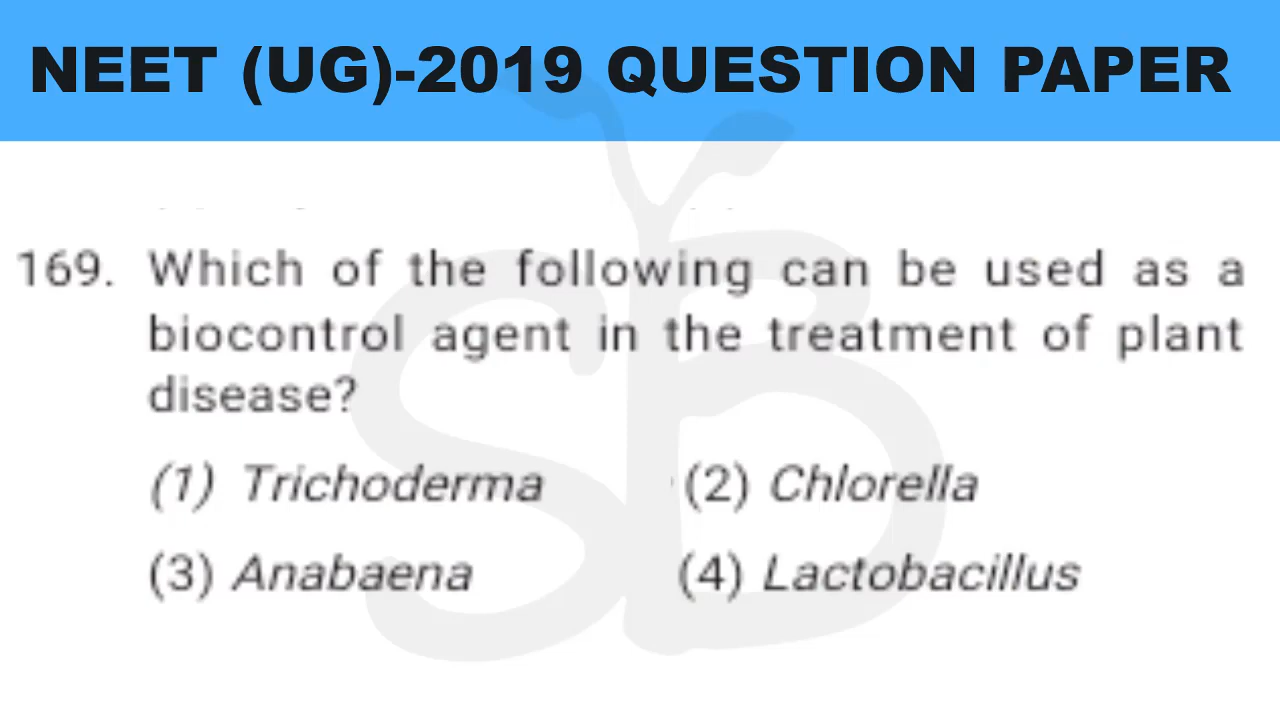 NEET (UG)-2019 QUESTION PAPER
169. Which of the following can be used as a
biocontrol agent in the treatment of plant
disease?
(1) Trichoderma (2) Chlorella
(3) Anabaena (4) Lactobacillus
SB